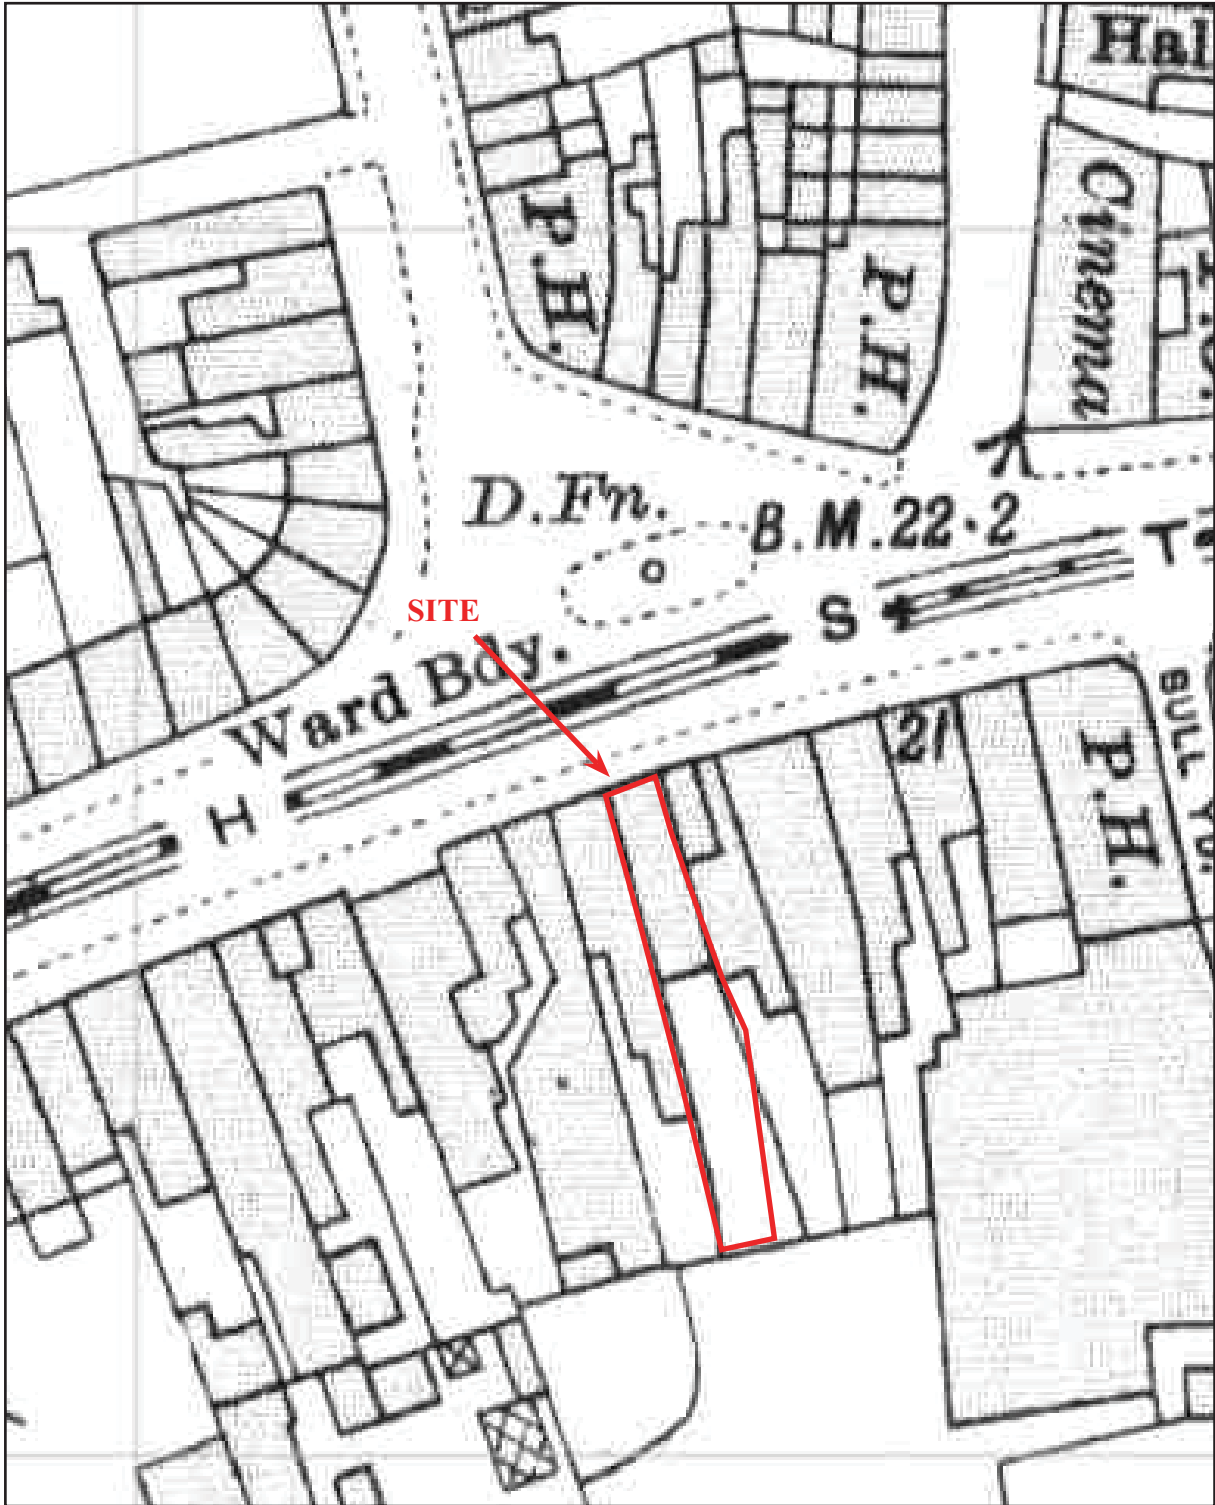 Hal
Cinema
P.H.
P.H.
D.Fn.
B.M.22·2
T
S
SITE
Ward Bdy.
H
21
P.H.
BULL YD.